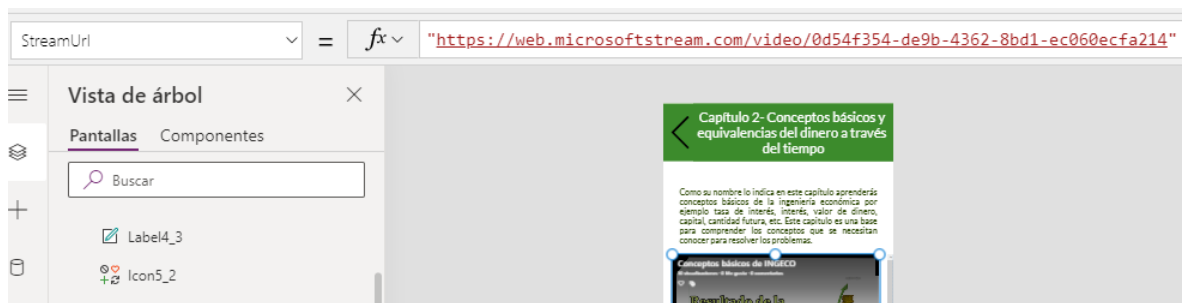 StreamUrl
=
fx
"https://web.microsoftstream.com/video/0d54f354-de9b-4362-8bd1-ec060ecfa214"
Vista de árbol
Pantallas Componentes
Buscar
Label4_3
Icon5_2
Capítulo 2- Conceptos básicos y
equivalencias del dinero a través
del tiempo
Como su nombre lo indica en este capítulo aprenderás
conceptos básicos de la ingeniería económica por
ejemplo tasa de interés, interés, valor de dinero,
capital, cantidad futura, etc. Este capitulo es una base
para comprender los conceptos que se necesitan
conocer para resolver los problemas.
Conceptos básicos de INGECO
Resultado de la